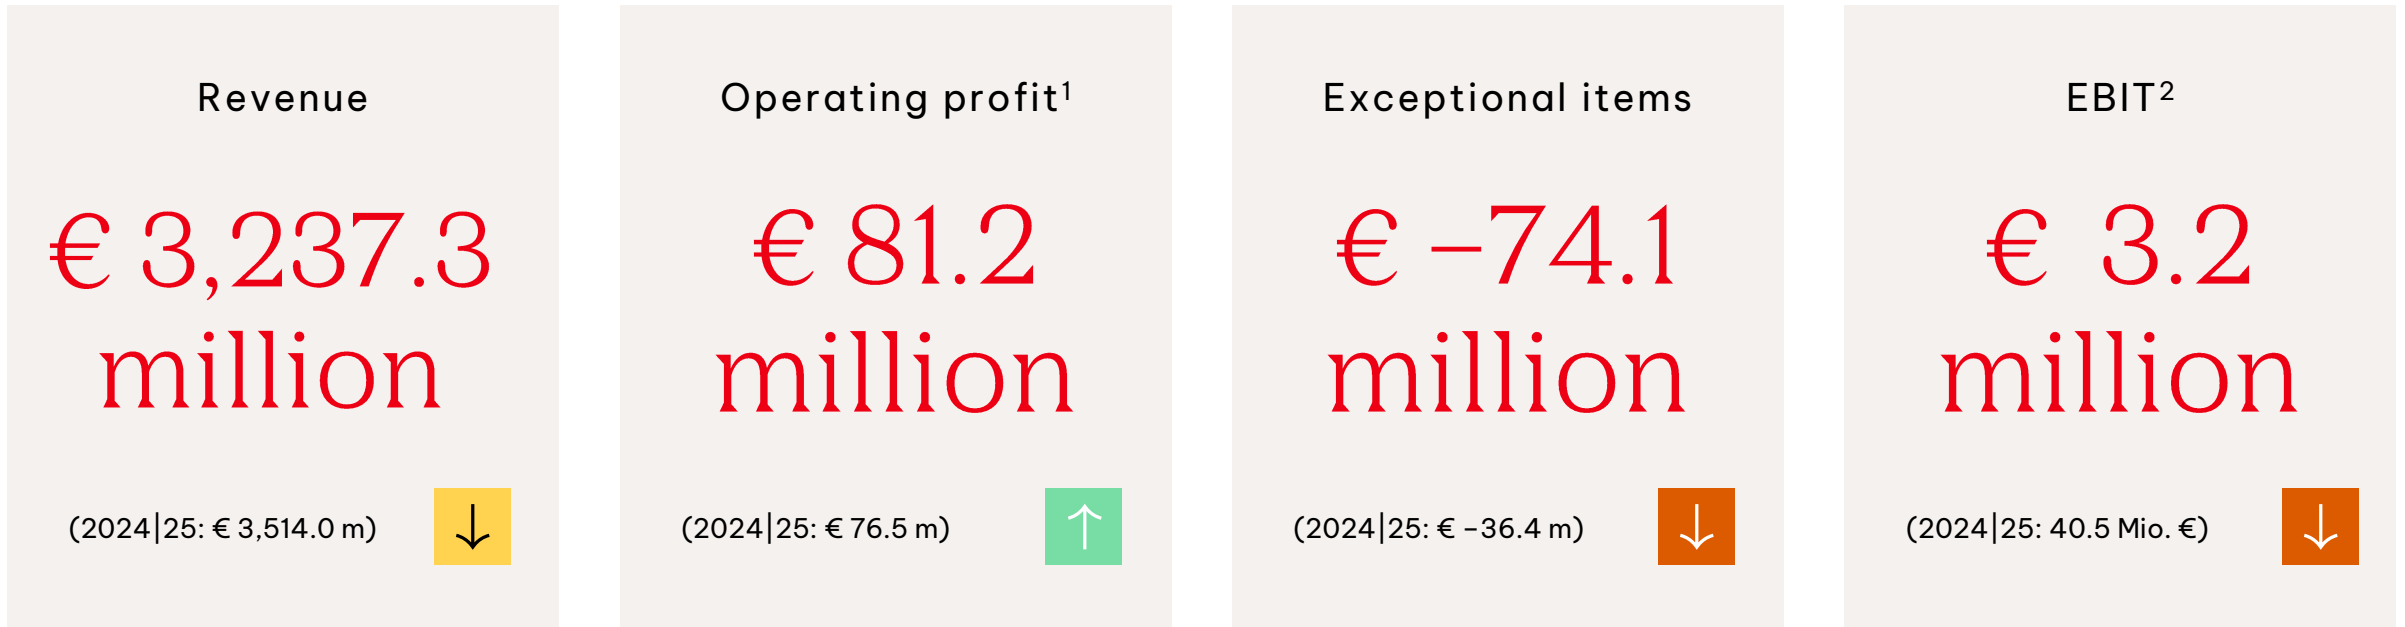 Revenue
€ 3,237.3
million
(2024|25: € 3,514.0 m)
Operating profit¹
€ 81.2
million
(2024|25: € 76.5 m)
Exceptional items
€ –74.1
million
(2024|25: € –36.4 m)
EBIT²
€ 3.2
million
(2024|25: 40.5 Mio. €)